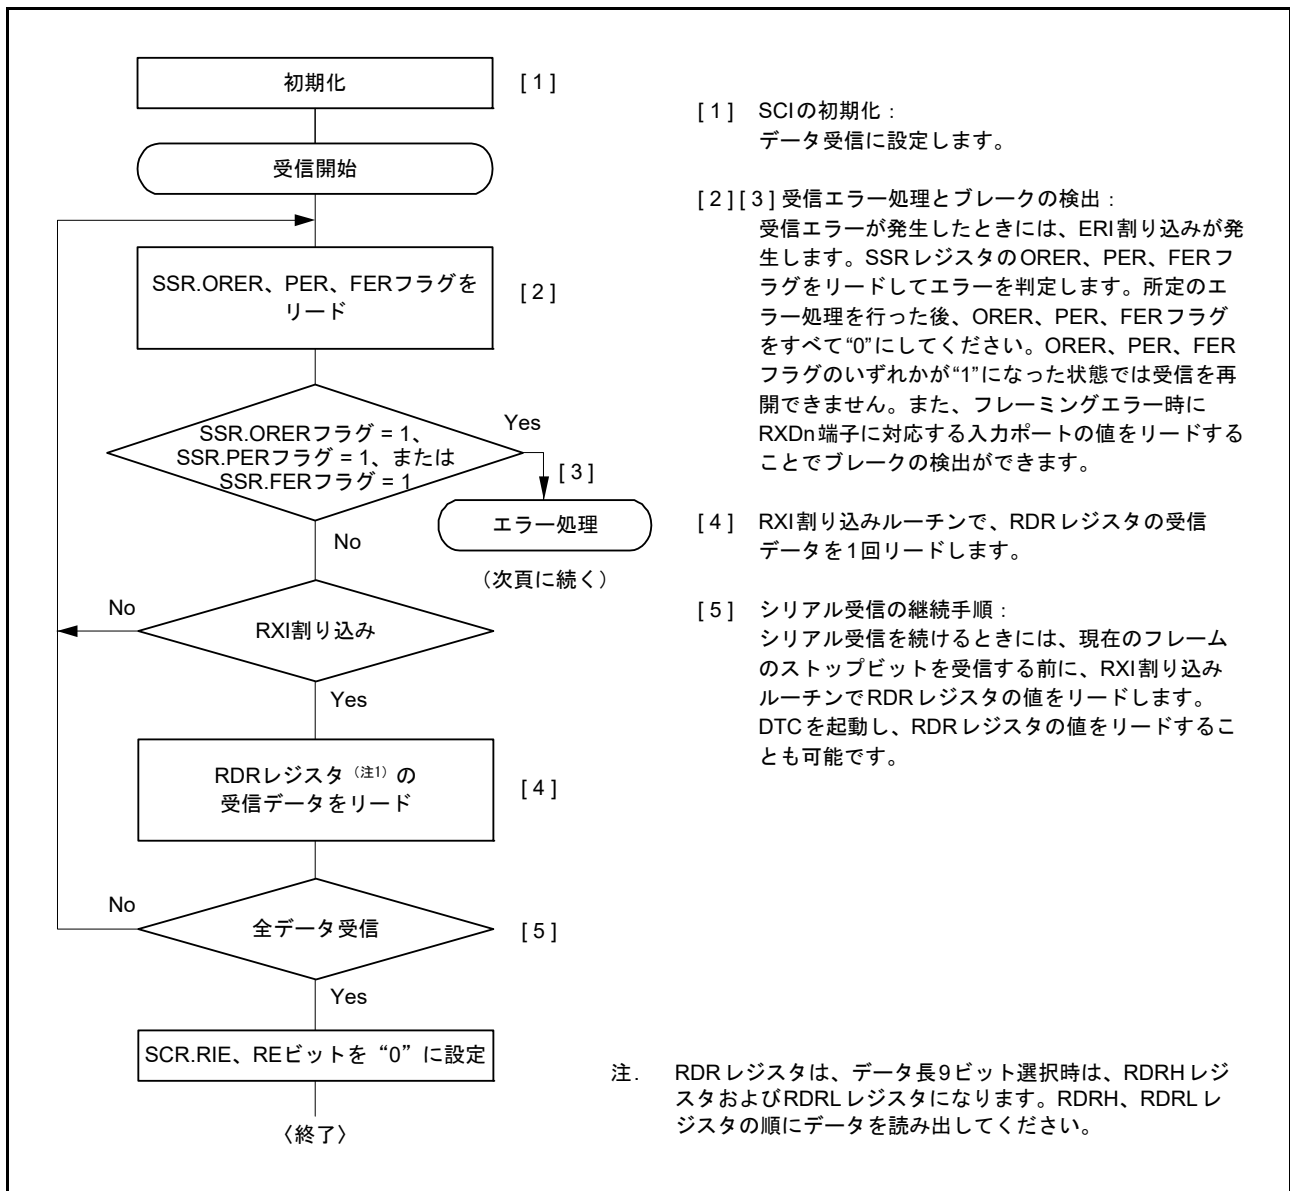 初期化
[ 1 ]
受信開始
SSR.ORER、PER、FERフラグを
リード
[ 2 ]
SSR.ORERフラグ = 1、
SSR.PERフラグ = 1、または
SSR.FERフラグ = 1
Yes
[ 3 ]
エラー処理
（次頁に続く）
No
RXI割り込み
No
Yes
RDRレジスタ（注1）の
受信データをリード
[ 4 ]
全データ受信
No
[ 5 ]
Yes
SCR.RIE、REビットを“0”に設定
〈終了〉
[ 1 ] SCIの初期化：
データ受信に設定します。
[ 2 ] [ 3 ] 受信エラー処理とブレークの検出：
受信エラーが発生したときには、ERI割り込みが発
生します。SSRレジスタのORER、PER、FERフ
ラグをリードしてエラーを判定します。所定のエ
ラー処理を行った後、ORER、PER、FERフラグ
をすべて“0”にしてください。ORER、PER、FER
フラグのいずれかが“1”になった状態では受信を再
開できません。また、フレーミングエラー時に
RXDn端子に対応する入力ポートの値をリードする
ことでブレークの検出ができます。
[ 4 ] RXI割り込みルーチンで、RDRレジスタの受信
データを1回リードします。
[ 5 ] シリアル受信の継続手順：
シリアル受信を続けるときには、現在のフレーム
のストップビットを受信する前に、RXI割り込み
ルーチンでRDRレジスタの値をリードします。
DTCを起動し、RDRレジスタの値をリードするこ
とも可能です。
注. RDRレジスタは、データ長9ビット選択時は、RDRHレジ
スタおよびRDRLレジスタになります。RDRH、RDRLレ
ジスタの順にデータを読み出してください。